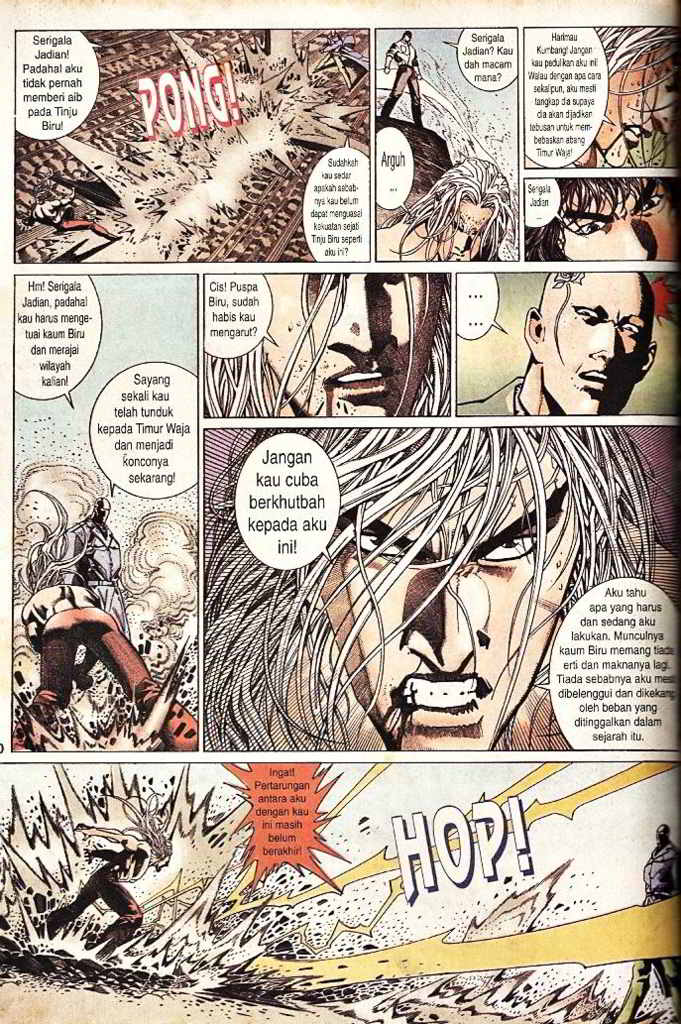 Serigala
Jadian!
Padahal aku
tidak pernah
memberi aib
pada Tinju
Biru!
PONG!
Sudahkah
kau sedar
apakah sebab-
nya kau belum
dapat menguasai
kekuatan sejati
Tinju Biru seperti
aku ini?
Serigala
Jadian? Kau
dah macam
mana?
Arguh
...
Harimau
Kumbang! Jangan
kau pedulikan aku ini!
Walau dengan apa cara
sekalipun, aku mesti
tangkap dia supaya
dia akan dijadikan
tebusan untuk mem-
bebaskan abang
Timur Waja!
Serigala
Jadian
...
Hm! Serigala
Jadian, padahal
kau harus menge-
tuai kaum Biru
dan merajai
wilayah
kalian!
Sayang
sekali kau
telah tunduk
kepada Timur Waja
dan menjadi
konconya
sekarang!
Cis! Puspa
Biru, sudah
habis kau
mengarut?
...
...
Jangan
kau cuba
berkhutbah
kepada aku
ini!
Aku tahu
apa yang harus
dan sedang aku
lakukan. Munculnya
kaum Biru memang tiada
erti dan maknanya lagi.
Tiada sebabnya aku mesti
dibelenggui dan dikekang
oleh beban yang
ditinggalkan dalam
sejarah itu.
Ingat!
Pertarungan
antara aku
dengan kau
ini masih
belum
berakhir!
HOP!